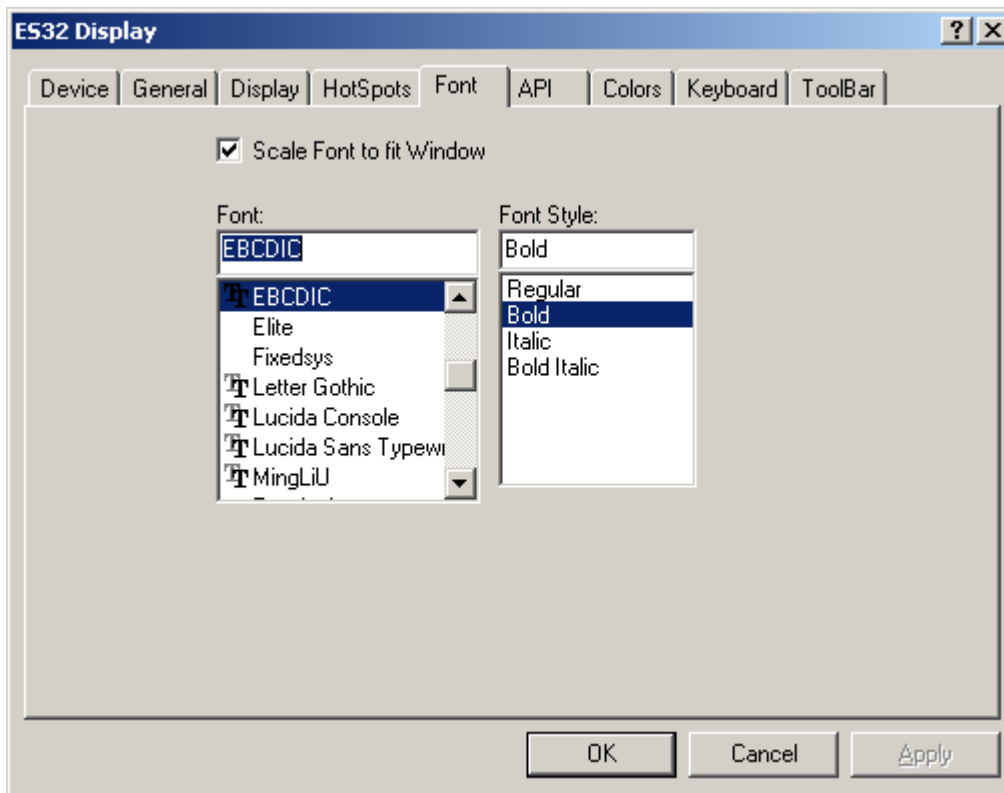 ES32 Display
Device General Display HotSpots Font API Colors Keyboard ToolBar
Scale Font to fit Window
Font: Font Style:
EBCDIC Bold
EBCDIC Regular
Elite Bold
Fixedsys Italic
Letter Gothic Bold Italic
Lucida Console
Lucida Sans Typew
MingLiU
OK Cancel Apply